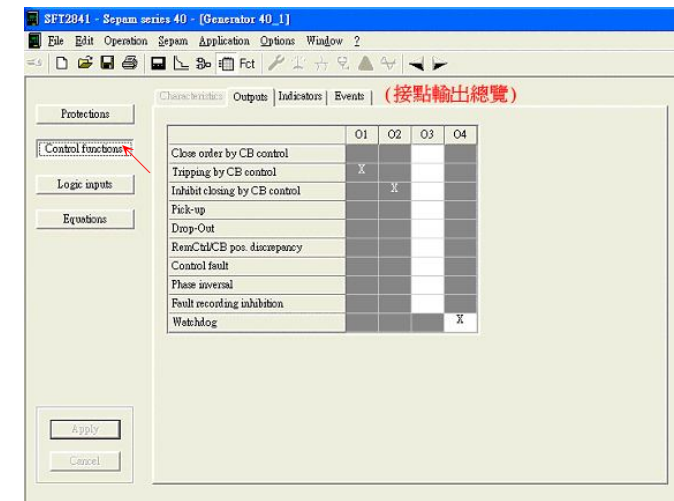 SFT2841 - Sepam series 40 - [Generator 40_1]
File Edit Operation Sepam Application Options Window ?
Fct
Characteristics Outputs Indicators Events (接點輸出總覽)
Protections
Control functions
Logic inputs
Equations
O1 O2 O3 O4
Close order by CB control
Tripping by CB control X
Inhibit closing by CB control X
Pick-up
Drop-Out
RemCtrl/CB pos. discrepancy
Control fault
Phase inversal
Fault recording inhibition
Watchdog X
Apply
Cancel